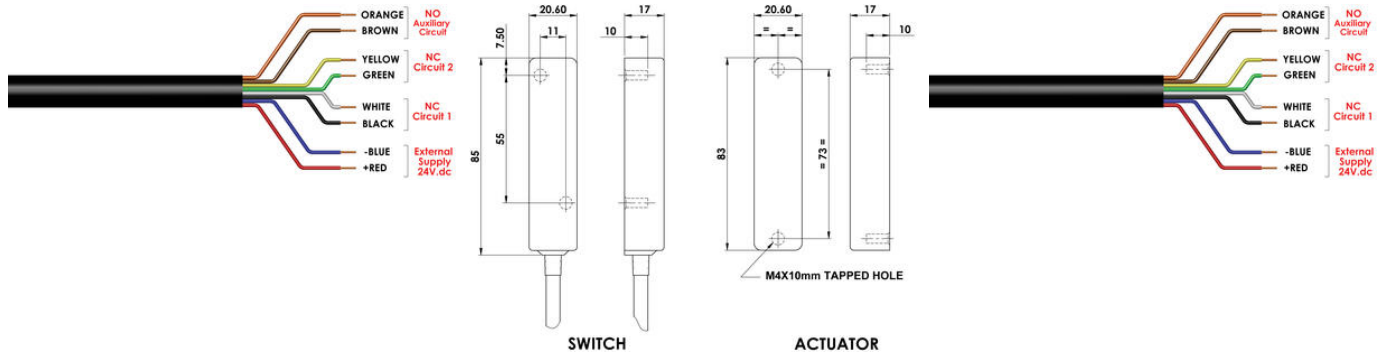 ORANGE
BROWN
NO
Auxiliary
Circuit
YELLOW
GREEN
NC
Circuit 2
WHITE
BLACK
NC
Circuit 1
-BLUE
+RED
External
Supply
24V.dc
20.60
11
7.50
55
85
17
10
SWITCH
20.60
= =
83
= 73 =
M4X10mm TAPPED HOLE
17
10
ACTUATOR
ORANGE
BROWN
NO
Auxiliary
Circuit
YELLOW
GREEN
NC
Circuit 2
WHITE
BLACK
NC
Circuit 1
-BLUE
+RED
External
Supply
24V.dc